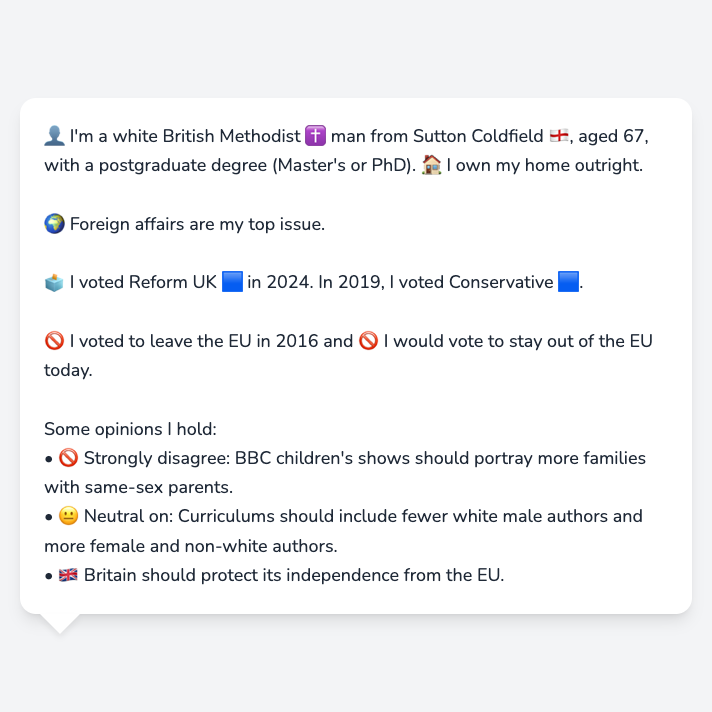 👤 I'm a white British Methodist ✝️ man from Sutton Coldfield 🏴󠁧󠁢󠁥󠁮󠁧󠁿, aged 67,
with a postgraduate degree (Master's or PhD). 🏠 I own my home outright.
🌍 Foreign affairs are my top issue.
🗳️ I voted Reform UK 🟦 in 2024. In 2019, I voted Conservative 🟦.
🚫 I voted to leave the EU in 2016 and 🚫 I would vote to stay out of the EU
today.
Some opinions I hold:
• 🚫 Strongly disagree: BBC children's shows should portray more families
with same-sex parents.
• 😐 Neutral on: Curriculums should include fewer white male authors and
more female and non-white authors.
• 🇬🇧 Britain should protect its independence from the EU.